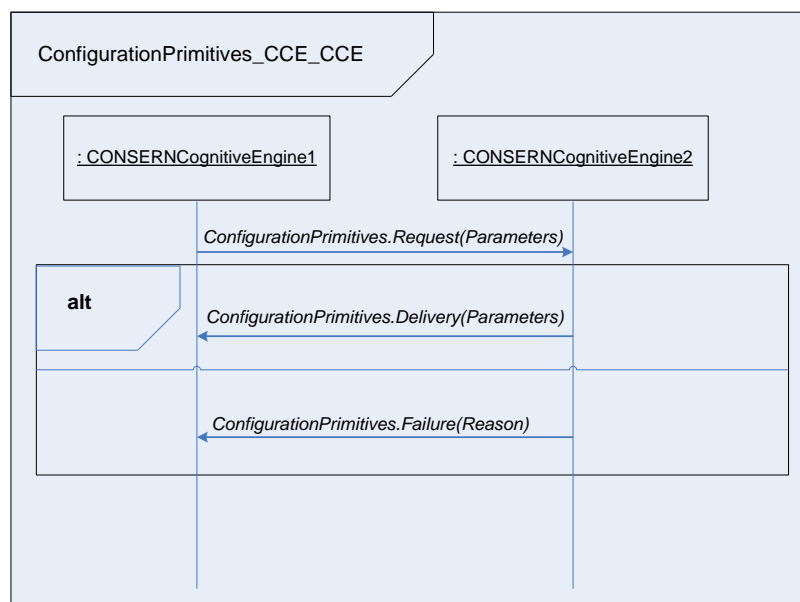 ConfigurationPrimitives_CCE_CCE
: CONSERNCognitiveEngine1
: CONSERNCognitiveEngine2
ConfigurationPrimitives.Request(Parameters)
alt
ConfigurationPrimitives.Delivery(Parameters)
ConfigurationPrimitives.Failure(Reason)